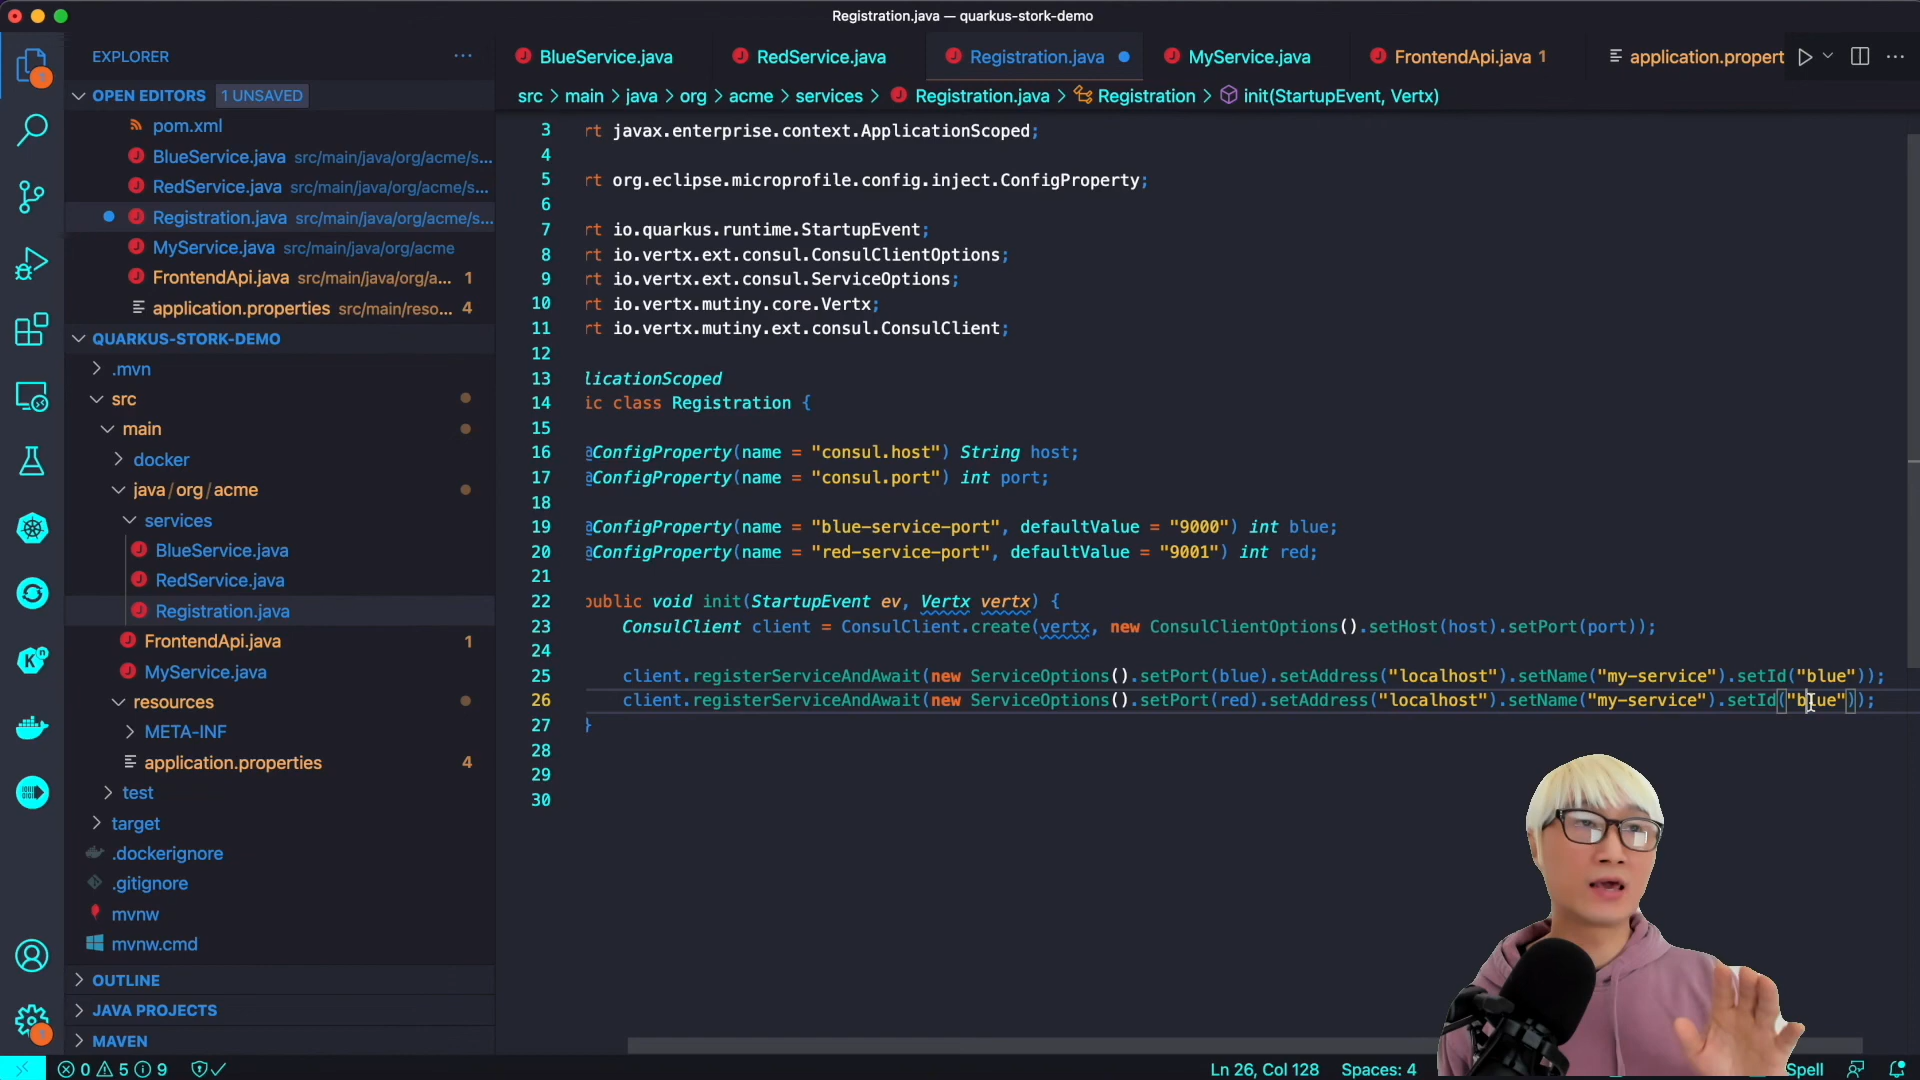 Registration.java — quarkus-stork-demo
EXPLORER
BlueService.java
RedService.java
Registration.java
MyService.java
FrontendApi.java 1
application.propert
OPEN EDITORS 1 UNSAVED
src > main > java > org > acme > services > Registration.java > Registration > init(StartupEvent, Vertx)
pom.xml
BlueService.java src/main/java/org/acme/s...
RedService.java src/main/java/org/acme/s...
Registration.java src/main/java/org/acme/s...
MyService.java src/main/java/org/acme
FrontendApi.java src/main/java/org/a... 1
application.properties src/main/reso... 4
QUARKUS-STORK-DEMO
.mvn
src
main
docker
java/org/acme
services
BlueService.java
RedService.java
Registration.java
FrontendApi.java 1
MyService.java
resources
META-INF
application.properties 4
test
target
.dockerignore
.gitignore
mvnw
mvnw.cmd
OUTLINE
JAVA PROJECTS
MAVEN
3 rt javax.enterprise.context.ApplicationScoped;
4
5 rt org.eclipse.microprofile.config.inject.ConfigProperty;
6
7 rt io.quarkus.runtime.StartupEvent;
8 rt io.vertx.ext.consul.ConsulClientOptions;
9 rt io.vertx.ext.consul.ServiceOptions;
10 rt io.vertx.mutiny.core.Vertx;
11 rt io.vertx.mutiny.ext.consul.ConsulClient;
12
13 licationScoped
14 ic class Registration {
15
16 @ConfigProperty(name = "consul.host") String host;
17 @ConfigProperty(name = "consul.port") int port;
18
19 @ConfigProperty(name = "blue-service-port", defaultValue = "9000") int blue;
20 @ConfigProperty(name = "red-service-port", defaultValue = "9001") int red;
21
22 public void init(StartupEvent ev, Vertx vertx) {
23 ConsulClient client = ConsulClient.create(vertx, new ConsulClientOptions().setHost(host).setPort(port));
24
25 client.registerServiceAndAwait(new ServiceOptions().setPort(blue).setAddress("localhost").setName("my-service").setId("blue"));
26 client.registerServiceAndAwait(new ServiceOptions().setPort(red).setAddress("localhost").setName("my-service").setId("blue"));
27 }
28
29
30
0 5 9
Ln 26, Col 128 Spaces: 4 Spell